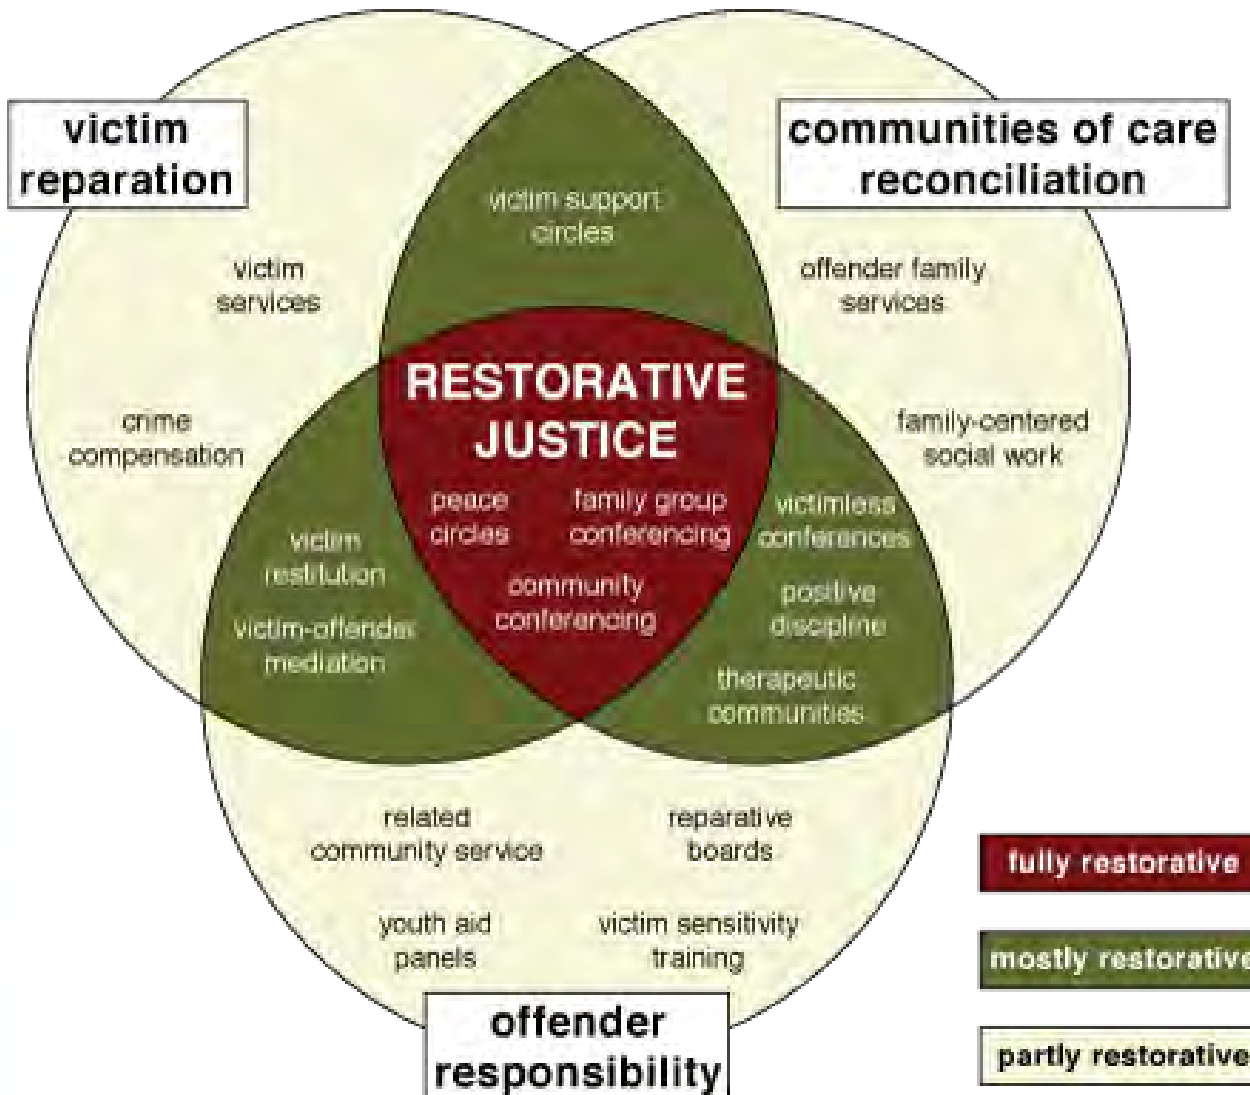 victim
reparation
communities of care
reconciliation
victim support
circles
victim
services
offender family
services
RESTORATIVE
JUSTICE
crime
compensation
family-centered
social work
peace
circles
family group
conferencing
victimless
conferences
victim
restitution
community
conferencing
positive
discipline
victim-offender
mediation
therapeutic
communities
related
community service
reparative
boards
youth aid
panels
victim sensitivity
training
offender
responsibility
fully restorative
mostly restorative
partly restorative